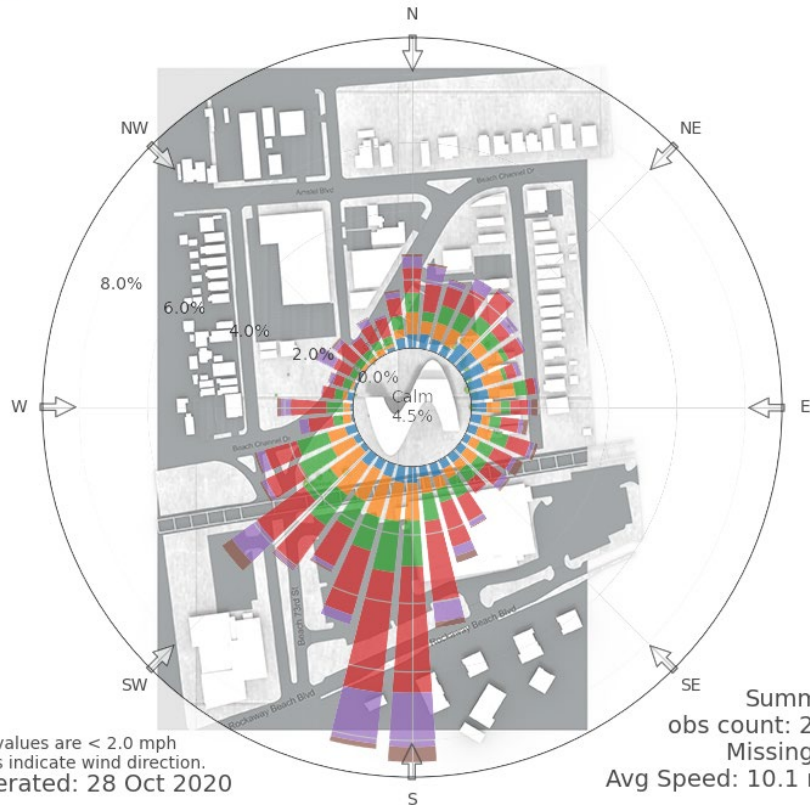 N
NW
NE
Amstel Blvd
Beach Channel Dr
8.0%
6.0%
4.0%
2.0%
0.0%
Calm
4.5%
W
E
Beach Channel Dr
Beach 73rd St
Rockaway Beach Blvd
Rockaway Beach Blvd
SW
SE
S
values are < 2.0 mph
s indicate wind direction.
erated: 28 Oct 2020
Summ
obs count: 2
Missing
Avg Speed: 10.1 m